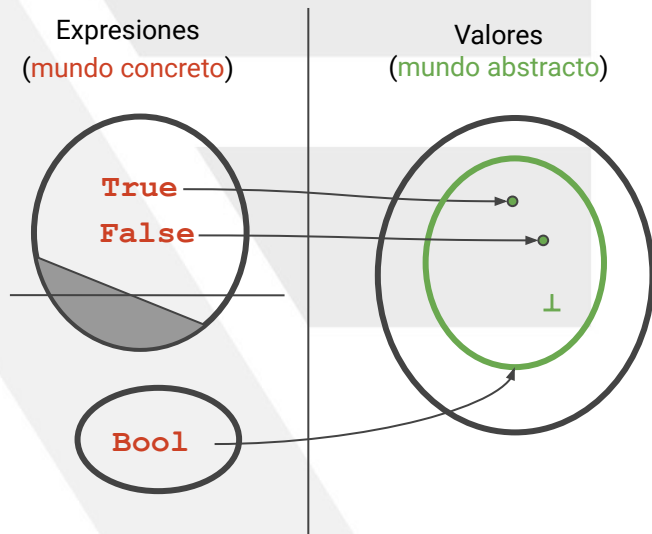 Expresiones
(mundo concreto)
Valores
(mundo abstracto)
True
False
⊥
Bool